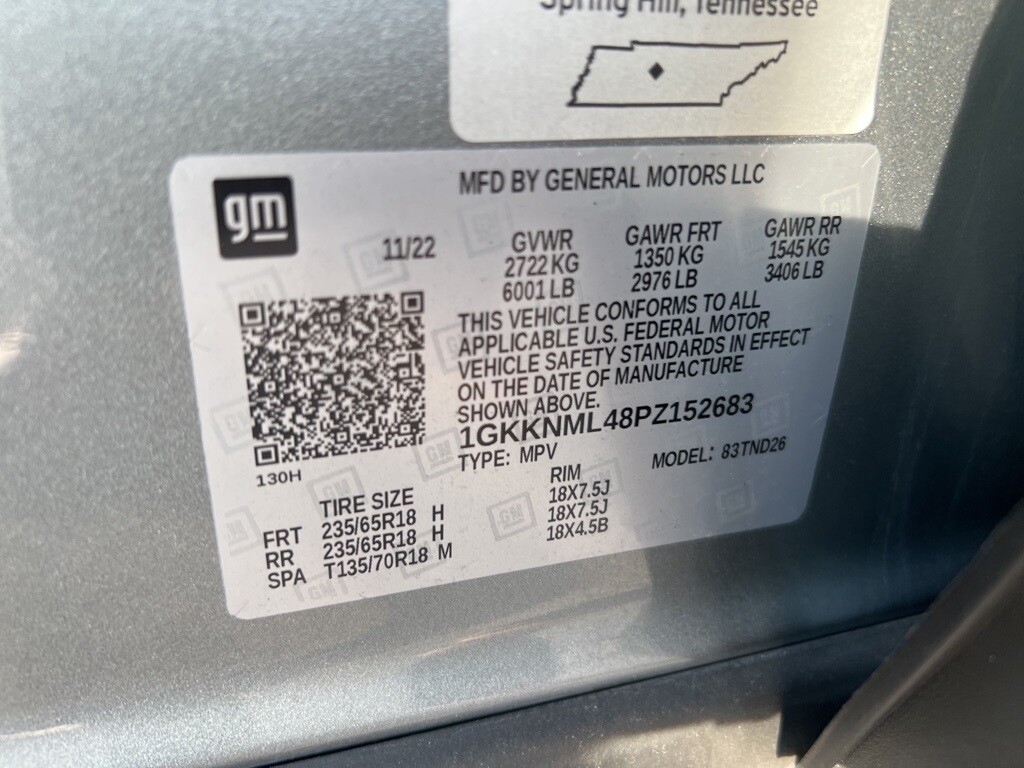 Spring Hill, Tennessee
gm
MFD BY GENERAL MOTORS LLC
11/22
GVWR
2722 KG
6001 LB
GAWR FRT
1350 KG
2976 LB
GAWR RR
1545 KG
3406 LB
THIS VEHICLE CONFORMS TO ALL
APPLICABLE U.S. FEDERAL MOTOR
VEHICLE SAFETY STANDARDS IN EFFECT
ON THE DATE OF MANUFACTURE
SHOWN ABOVE.
1GKKNML48PZ152683
TYPE: MPV
MODEL: 83TND26
130H
TIRE SIZE
RIM
FRT 235/65R18 H 18X7.5J
RR 235/65R18 H 18X7.5J
SPA T135/70R18 M 18X4.5B